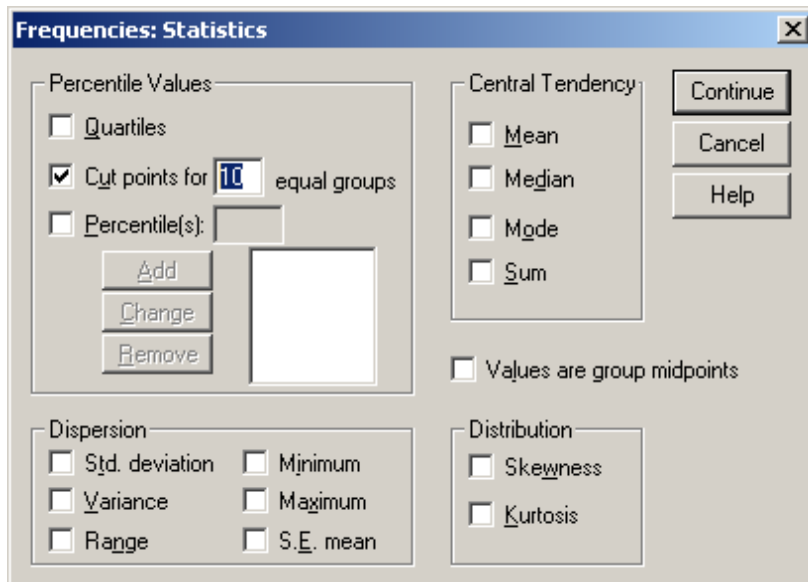 Frequencies: Statistics
Percentile Values
Quartiles
Cut points for 10 equal groups
Percentile(s):
Add
Change
Remove
Central Tendency
Mean
Median
Mode
Sum
Continue
Cancel
Help
Values are group midpoints
Dispersion
Std. deviation Minimum
Variance Maximum
Range S.E. mean
Distribution
Skewness
Kurtosis